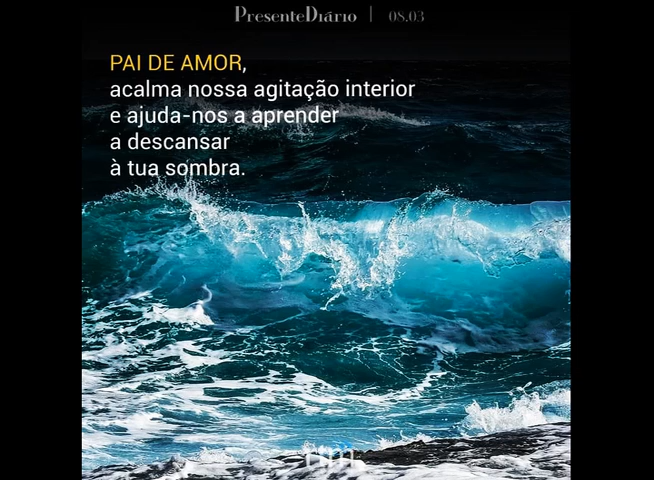 PresenteDiário | 08.03
PAI DE AMOR,
acalma nossa agitação interior
e ajuda-nos a aprender
a descansar
à tua sombra.